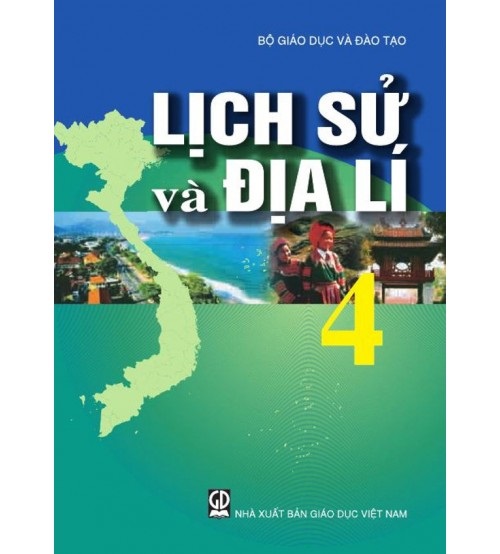 BỘ GIÁO DỤC VÀ ĐÀO TẠO
LỊCH SỬ
và ĐỊA LÍ
4
GD
NHÀ XUẤT BẢN GIÁO DỤC VIỆT NAM